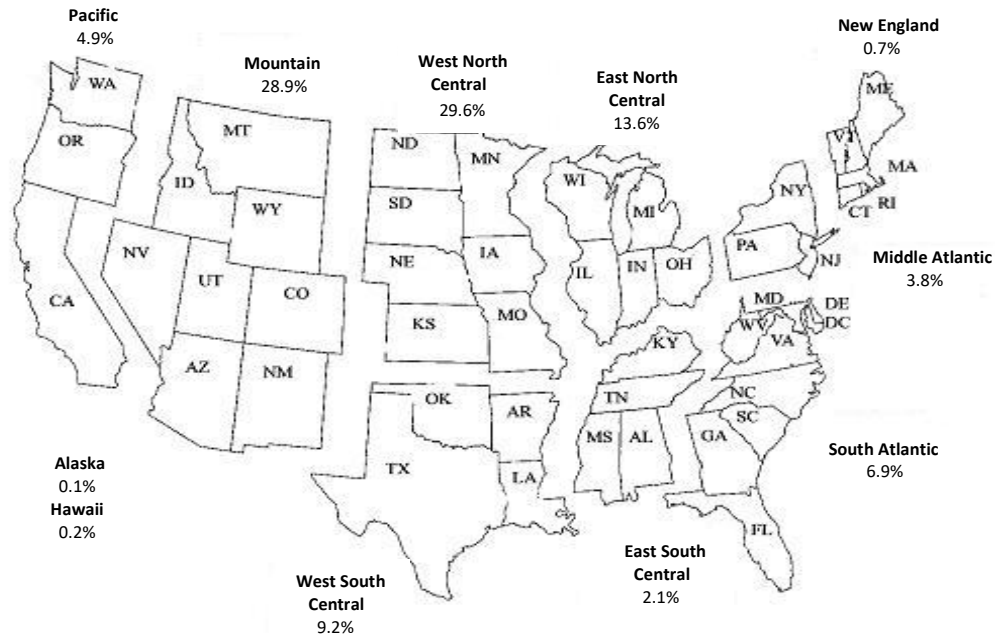 Pacific
4.9%
Mountain
28.9%
West North
Central
29.6%
East North
Central
13.6%
New England
0.7%
WA
OR
CA
NV
ID
MT
WY
UT
CO
AZ
NM
ND
SD
NE
KS
MN
IA
MO
OK
TX
AR
LA
WI
MI
IL
IN
OH
KY
TN
MS
AL
ME
MA
RI
CT
NY
PA
NJ
MD
DE
DC
WV
VA
NC
SC
GA
FL
Middle Atlantic
3.8%
South Atlantic
6.9%
East South
Central
2.1%
West South
Central
9.2%
Alaska
0.1%
Hawaii
0.2%